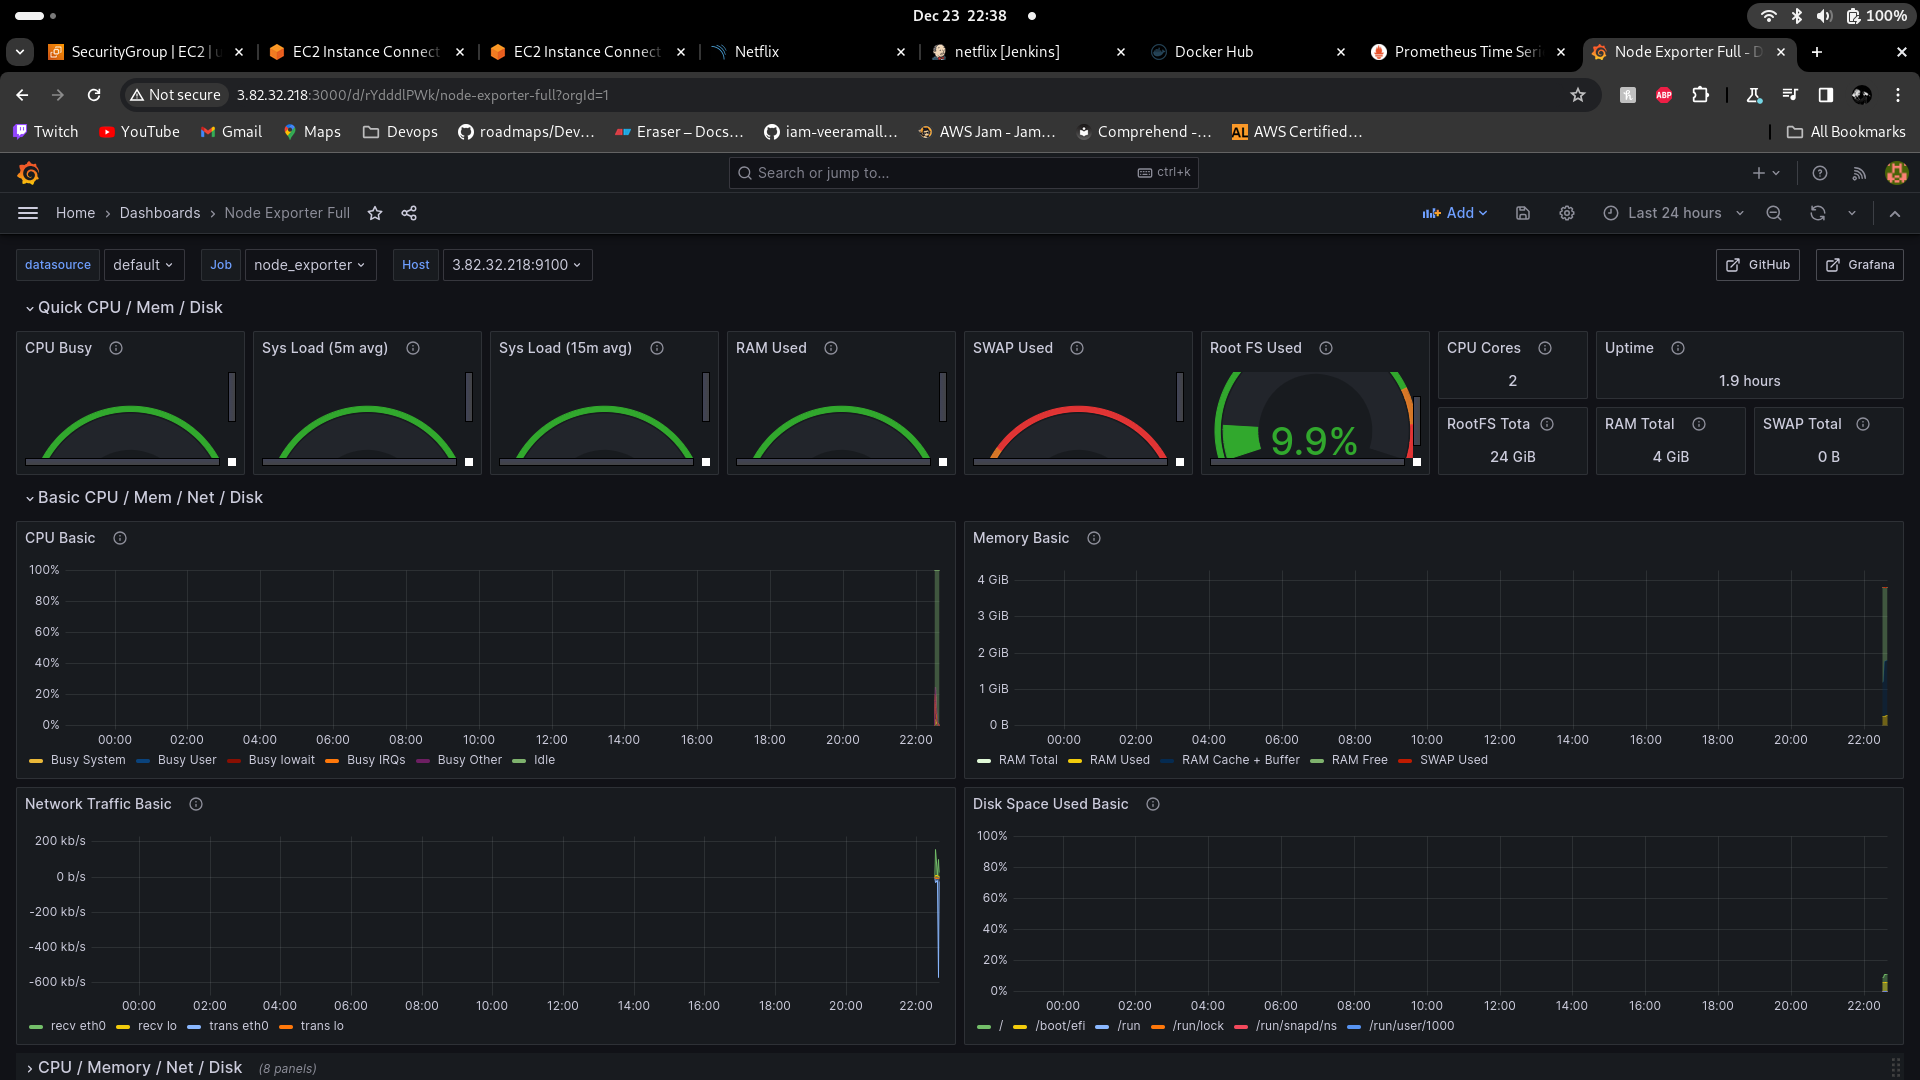 Dec 23 22:38
100%
SecurityGroup | EC2 | u
EC2 Instance Connect
EC2 Instance Connect
Netflix
netflix [Jenkins]
Docker Hub
Prometheus Time Seri
Node Exporter Full - D
Not secure 3.82.32.218:3000/d/rYdddlPWk/node-exporter-full?orgId=1
ABP
Twitch YouTube Gmail Maps Devops roadmaps/Dev... Eraser – Docs... iam-veeramall... AWS Jam - Jam... Comprehend -... AL AWS Certified... All Bookmarks
Search or jump to... ctrl+k
Home › Dashboards › Node Exporter Full Add Last 24 hours
datasource default Job node_exporter Host 3.82.32.218:9100 GitHub Grafana
Quick CPU / Mem / Disk
CPU Busy
Sys Load (5m avg)
Sys Load (15m avg)
RAM Used
SWAP Used
Root FS Used
9.9%
CPU Cores
2
Uptime
1.9 hours
RootFS Tota
24 GiB
RAM Total
4 GiB
SWAP Total
0 B
Basic CPU / Mem / Net / Disk
CPU Basic
100%
80%
60%
40%
20%
0%
00:00 02:00 04:00 06:00 08:00 10:00 12:00 14:00 16:00 18:00 20:00 22:00
Busy System Busy User Busy Iowait Busy IRQs Busy Other Idle
Memory Basic
4 GiB
3 GiB
2 GiB
1 GiB
0 B
00:00 02:00 04:00 06:00 08:00 10:00 12:00 14:00 16:00 18:00 20:00 22:00
RAM Total RAM Used RAM Cache + Buffer RAM Free SWAP Used
Network Traffic Basic
200 kb/s
0 b/s
-200 kb/s
-400 kb/s
-600 kb/s
00:00 02:00 04:00 06:00 08:00 10:00 12:00 14:00 16:00 18:00 20:00 22:00
recv eth0 recv lo trans eth0 trans lo
Disk Space Used Basic
100%
80%
60%
40%
20%
0%
00:00 02:00 04:00 06:00 08:00 10:00 12:00 14:00 16:00 18:00 20:00 22:00
/ /boot/efi /run /run/lock /run/snapd/ns /run/user/1000
CPU / Memory / Net / Disk (8 panels)